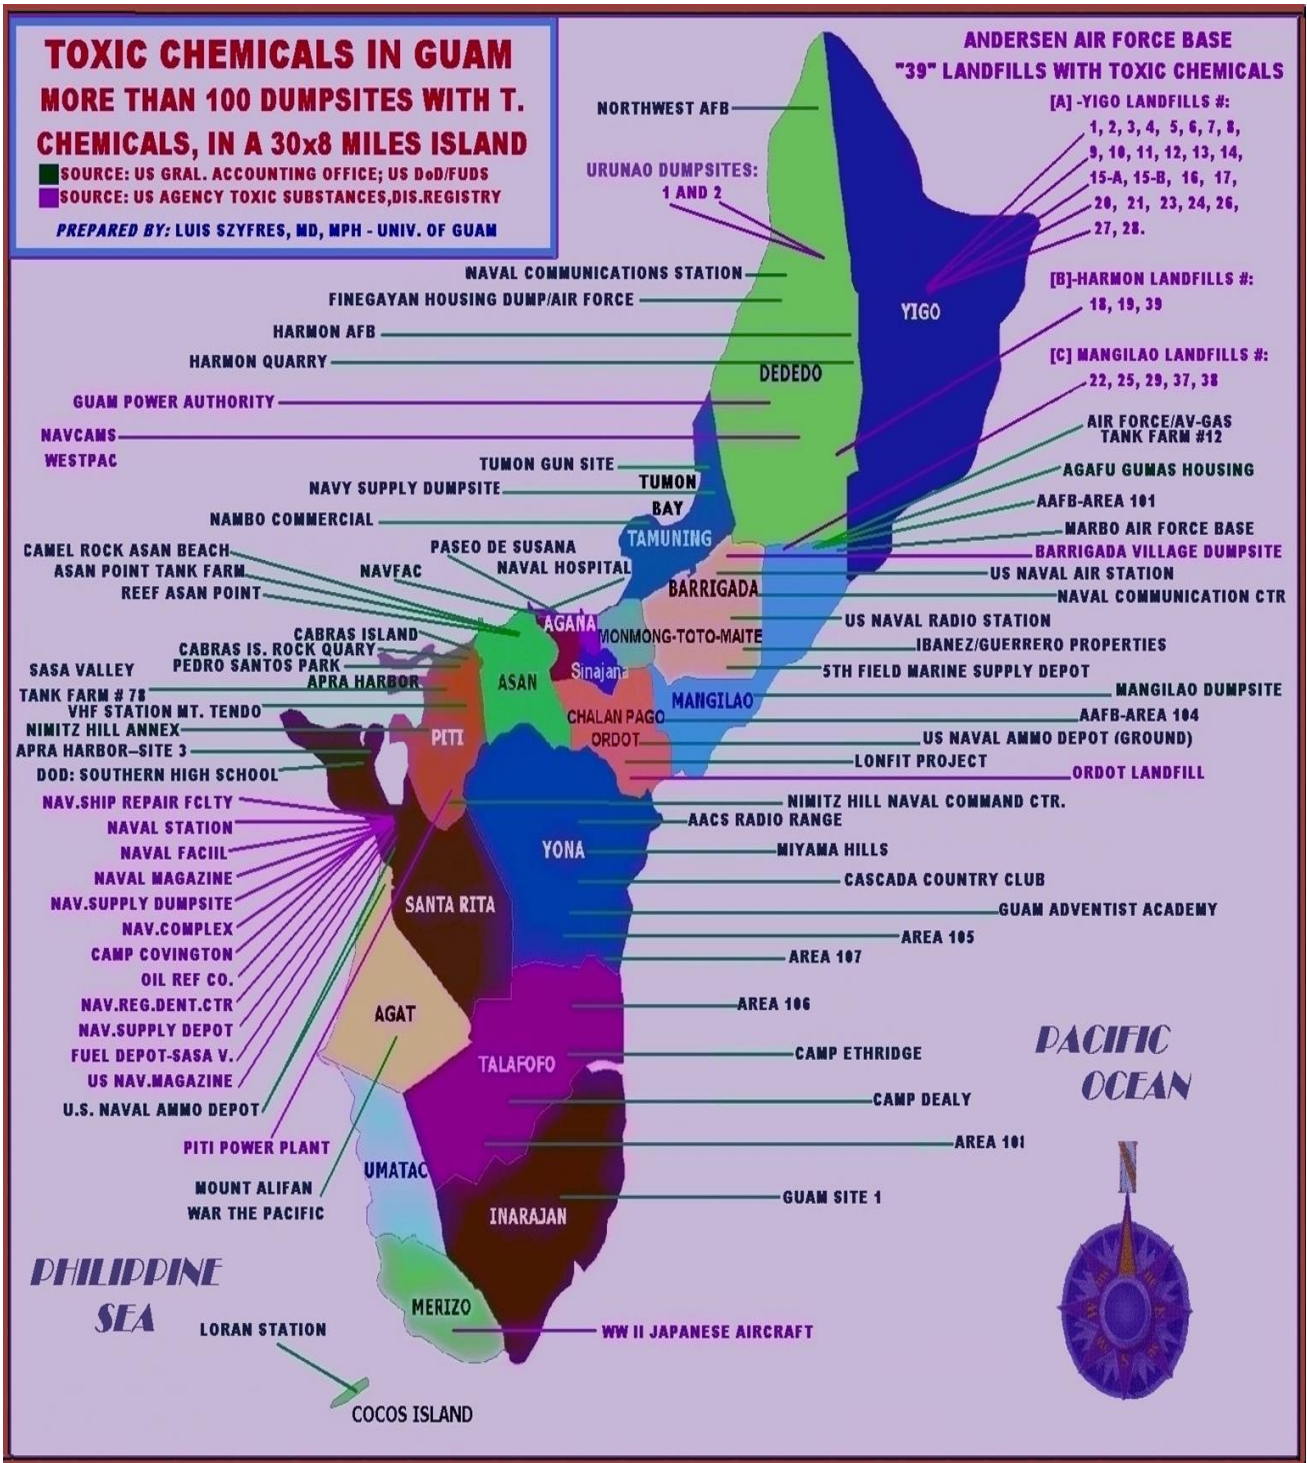 TOXIC CHEMICALS IN GUAM
MORE THAN 100 DUMPSITES WITH T.
CHEMICALS, IN A 30x8 MILES ISLAND
SOURCE: US GRAL. ACCOUNTING OFFICE; US DoD/FUDS
SOURCE: US AGENCY TOXIC SUBSTANCES,DIS.REGISTRY
PREPARED BY: LUIS SZYFRES, MD, MPH - UNIV. OF GUAM
ANDERSEN AIR FORCE BASE
"39" LANDFILLS WITH TOXIC CHEMICALS
[A] -YIGO LANDFILLS #:
1, 2, 3, 4, 5, 6, 7, 8,
9, 10, 11, 12, 13, 14,
15-A, 15-B, 16, 17,
20, 21, 23, 24, 26,
27, 28.
[B]-HARMON LANDFILLS #:
18, 19, 39
[C] MANGILAO LANDFILLS #:
22, 25, 29, 37, 38
NORTHWEST AFB
URUNAO DUMPSITES:
1 AND 2
NAVAL COMMUNICATIONS STATION
FINEGAYAN HOUSING DUMP/AIR FORCE
HARMON AFB
HARMON QUARRY
GUAM POWER AUTHORITY
NAVCAMS
WESTPAC
TUMON GUN SITE
NAVY SUPPLY DUMPSITE
NAMBO COMMERCIAL
YIGO
DEDEDO
TUMON
BAY
TAMUNING
AIR FORCE/AV-GAS
TANK FARM #12
AGAFU GUMAS HOUSING
AAFB-AREA 101
MARBO AIR FORCE BASE
BARRIGADA VILLAGE DUMPSITE
US NAVAL AIR STATION
NAVAL COMMUNICATION CTR
US NAVAL RADIO STATION
IBANEZ/GUERRERO PROPERTIES
5TH FIELD MARINE SUPPLY DEPOT
MANGILAO DUMPSITE
AAFB-AREA 104
US NAVAL AMMO DEPOT (GROUND)
LONFIT PROJECT
ORDOT LANDFILL
NIMITZ HILL NAVAL COMMAND CTR.
AACS RADIO RANGE
MIYAMA HILLS
CASCADA COUNTRY CLUB
GUAM ADVENTIST ACADEMY
AREA 105
AREA 107
AREA 106
CAMP ETHRIDGE
CAMP DEALY
AREA 101
GUAM SITE 1
CAMEL ROCK ASAN BEACH
ASAN POINT TANK FARM
REEF ASAN POINT
PASEO DE SUSANA
NAVFAC
NAVAL HOSPITAL
CABRAS ISLAND
CABRAS IS. ROCK QUARY
PEDRO SANTOS PARK
SASA VALLEY
APRA HARBOR
TANK FARM # 78
VHF STATION MT. TENDO
NIMITZ HILL ANNEX
APRA HARBOR–SITE 3
DOD: SOUTHERN HIGH SCHOOL
NAV.SHIP REPAIR FCLTY
NAVAL STATION
NAVAL FACIIL
NAVAL MAGAZINE
NAV.SUPPLY DUMPSITE
NAV.COMPLEX
CAMP COVINGTON
OIL REF CO.
NAV.REG.DENT.CTR
NAV.SUPPLY DEPOT
FUEL DEPOT-SASA V.
US NAV.MAGAZINE
U.S. NAVAL AMMO DEPOT
PITI POWER PLANT
MOUNT ALIFAN
WAR THE PACIFIC
BARRIGADA
AGANA
MONMONG-TOTO-MAITE
Sinajana
ASAN
MANGILAO
CHALAN PAGO
ORDOT
PITI
YONA
SANTA RITA
AGAT
TALAFOFO
UMATAC
INARAJAN
MERIZO
WW II JAPANESE AIRCRAFT
PACIFIC
OCEAN
PHILIPPINE
SEA
LORAN STATION
COCOS ISLAND
N